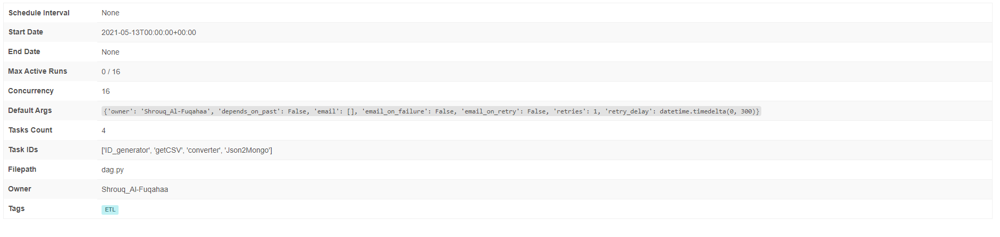 Schedule Interval None
Start Date 2021-05-13T00:00:00+00:00
End Date None
Max Active Runs 0 / 16
Concurrency 16
Default Args {'owner': 'Shrouq_Al-Fuqahaa', 'depends_on_past': False, 'email': [], 'email_on_failure': False, 'email_on_retry': False, 'retries': 1, 'retry_delay': datetime.timedelta(0, 300)}
Tasks Count 4
Task IDs ['ID_generator', 'getCSV', 'converter', 'Json2Mongo']
Filepath dag.py
Owner Shrouq_Al-Fuqahaa
Tags ETL